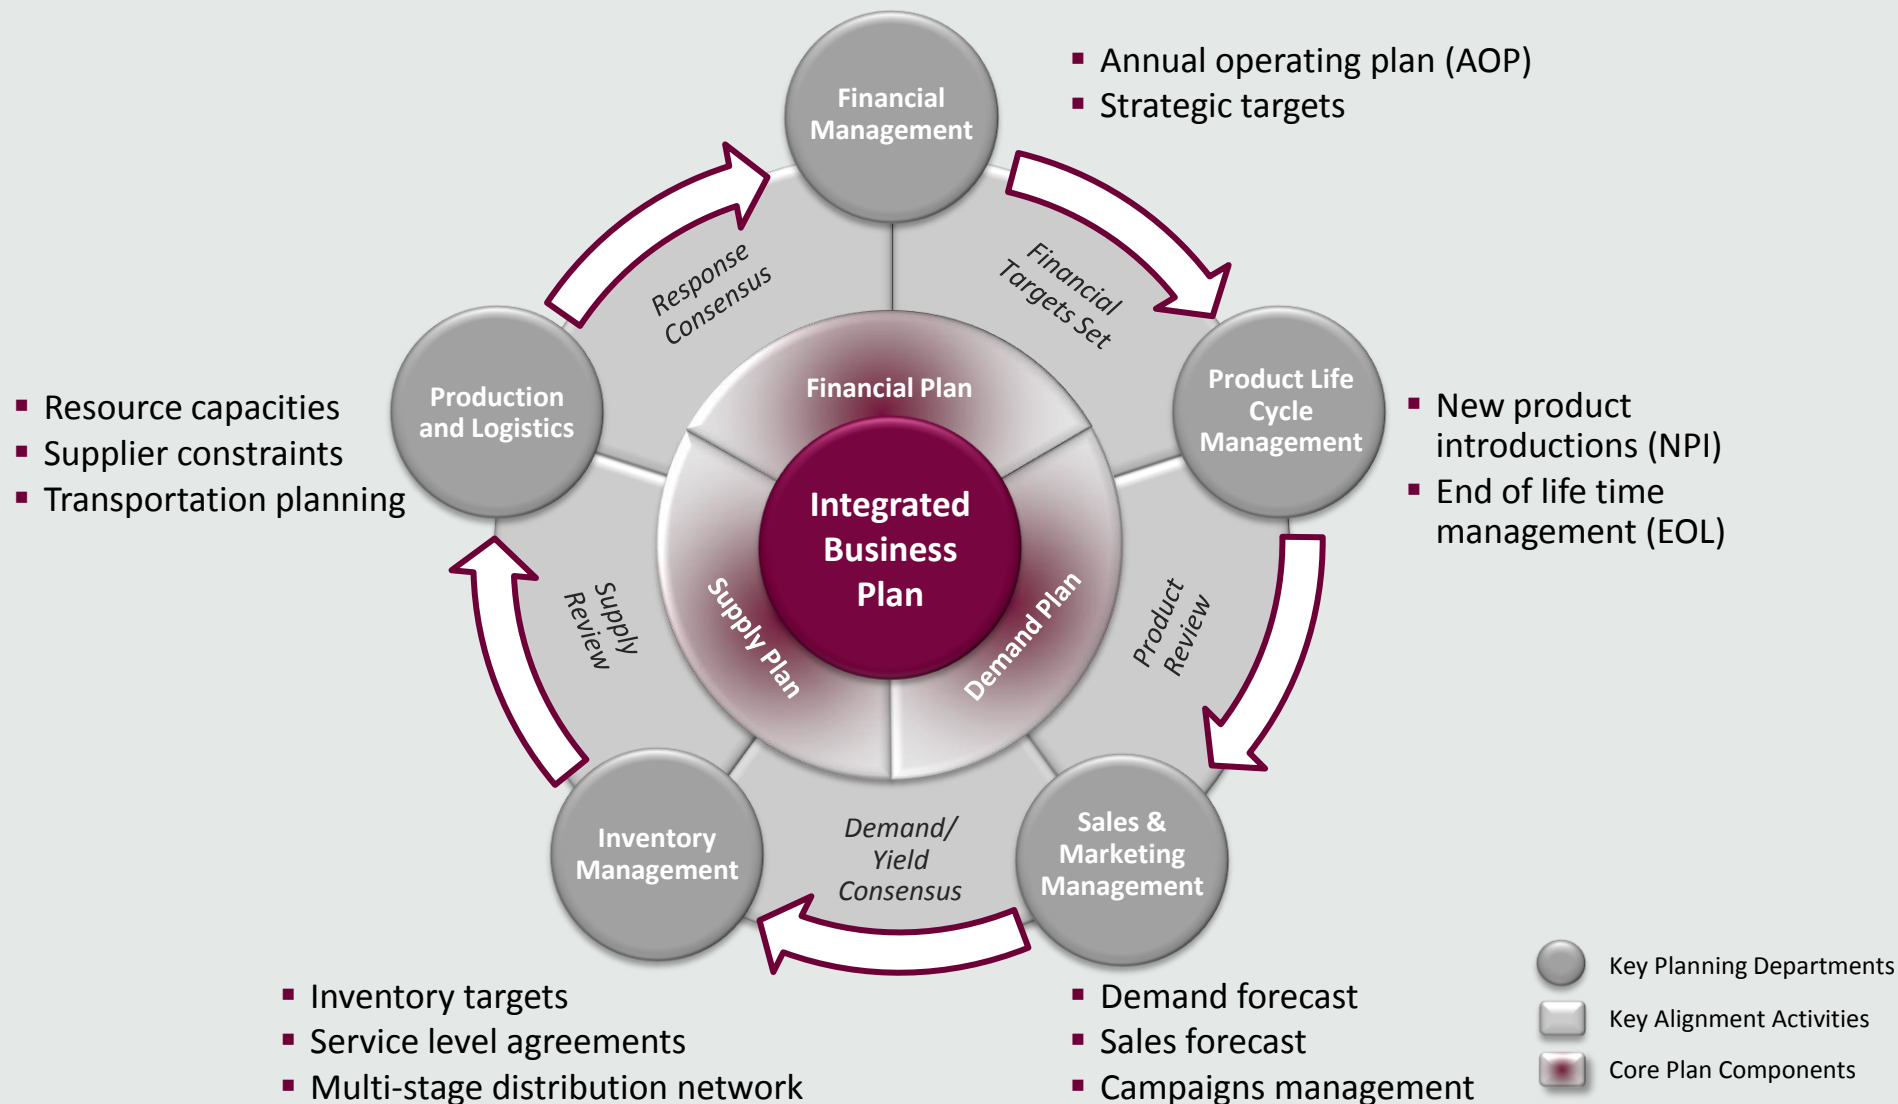 Financial
Management
▪ Annual operating plan (AOP)
▪ Strategic targets
Response
Consensus
Financial
Targets Set
Production
and Logistics
▪ Resource capacities
▪ Supplier constraints
▪ Transportation planning
Financial Plan
Product Life
Cycle
Management
▪ New product
introductions (NPI)
▪ End of life time
management (EOL)
Integrated
Business
Plan
Supply Plan
Demand Plan
Supply
Review
Product
Review
Inventory
Management
Demand/
Yield
Consensus
Sales &
Marketing
Management
▪ Inventory targets
▪ Service level agreements
▪ Multi-stage distribution network
▪ Demand forecast
▪ Sales forecast
▪ Campaigns management
Key Planning Departments
Key Alignment Activities
Core Plan Components